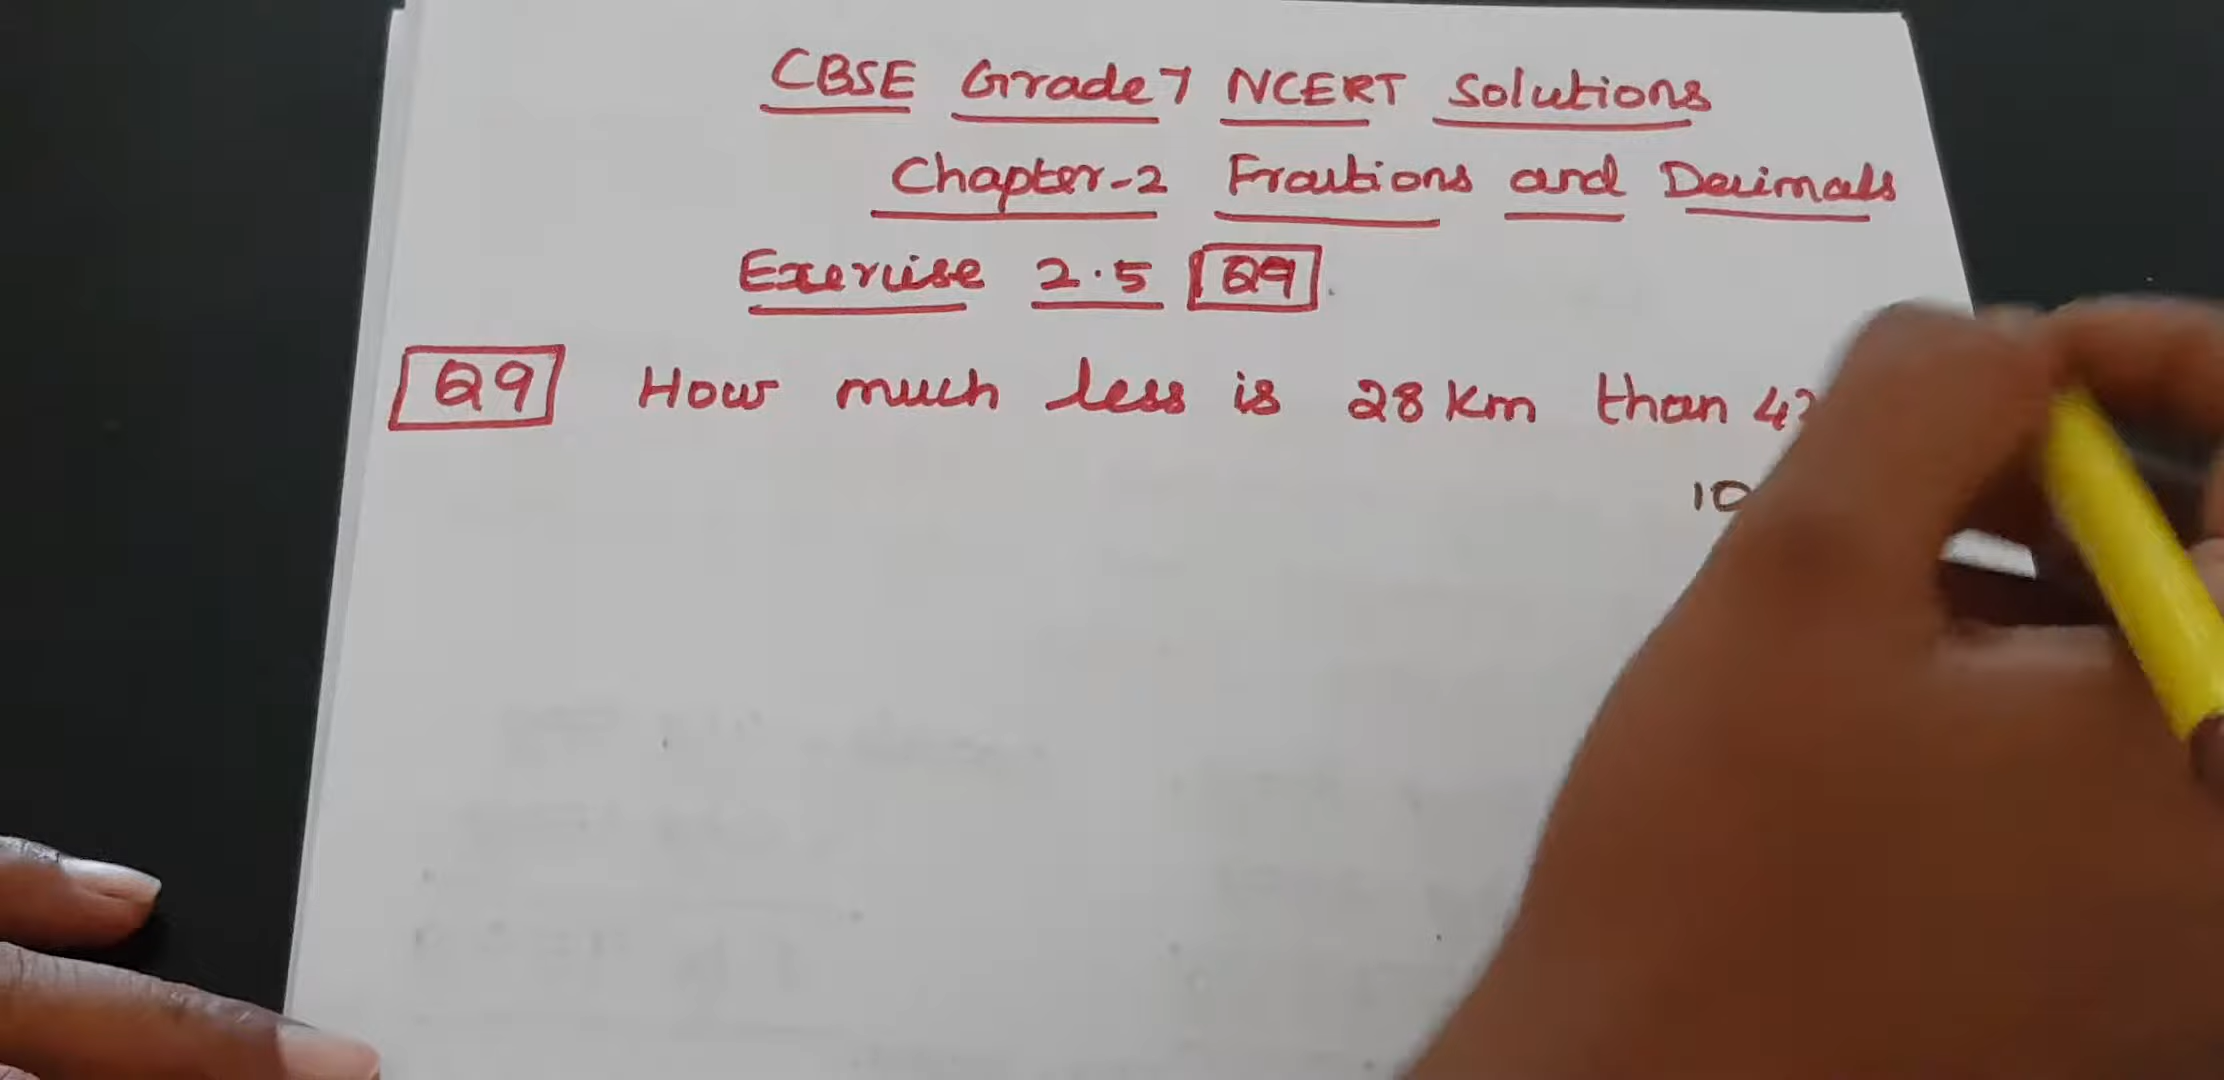 CBSE Grade 7 NCERT Solutions
Chapter-2 Fractions and Decimals
Exercise 2.5 Q9
Q9 How much less is 28 km than
10